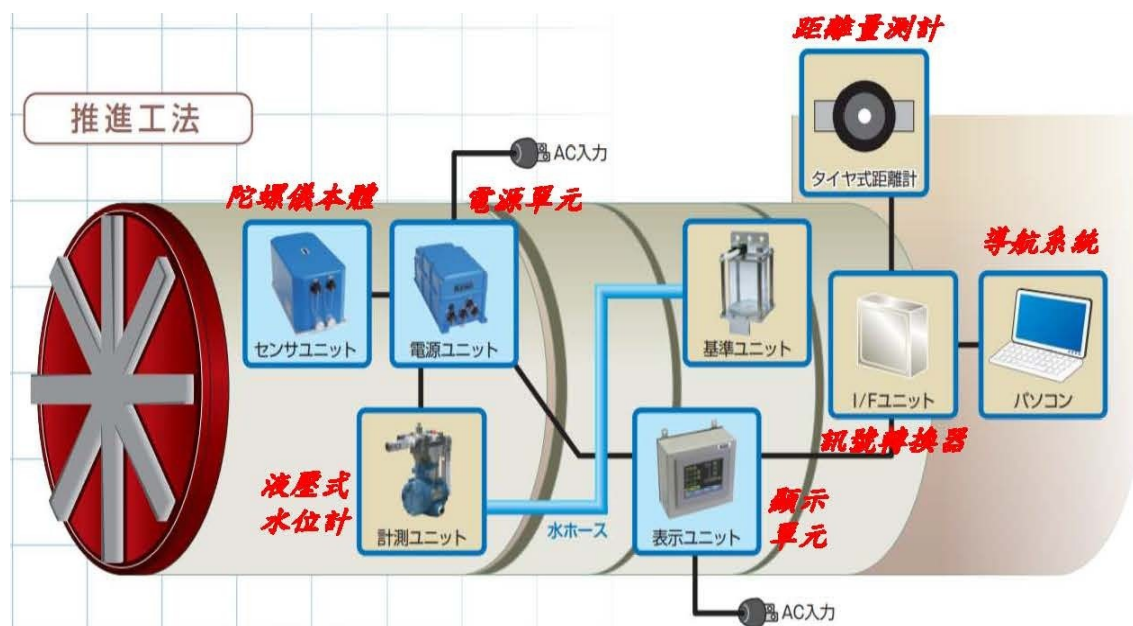 距離量測計
推進工法
タイヤ式距離計
AC入力
陀螺儀本體
電源單元
導航系統
センサユニット
電源ユニット
基準ユニット
I/Fユニット
パソコン
訊號轉換器
液壓式
水位計
計測ユニット
水ホース
表示ユニット
顯示
單元
AC入力